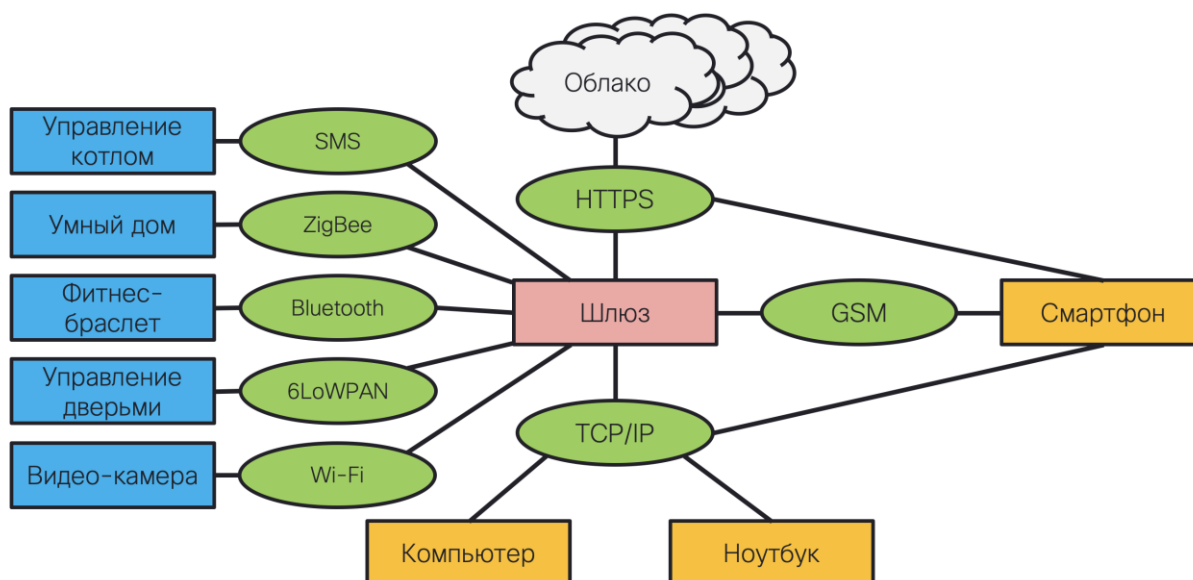 Облако
Управление
котлом
SMS
HTTPS
Умный дом
ZigBee
Фитнес-
браслет
Bluetooth
Шлюз
GSM
Смартфон
Управление
дверьми
6LoWPAN
TCP/IP
Видео-камера
Wi-Fi
Компьютер
Ноутбук